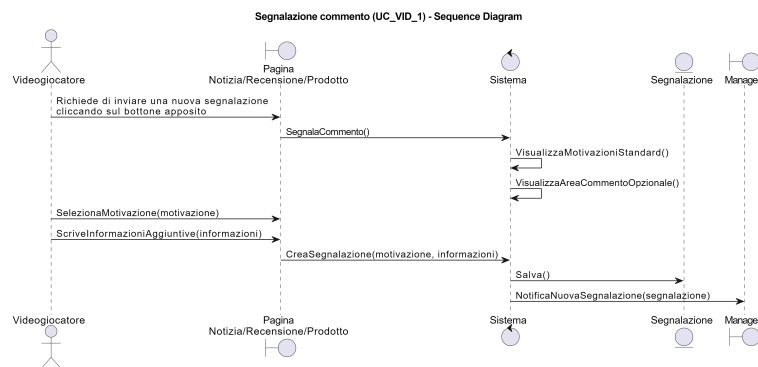 Segnalazione commento (UC_VID_1) - Sequence Diagram
Videogiocatore
Pagina
Notizia/Recensione/Prodotto
Sistema
Segnalazione
Manage
Richiede di inviare una nuova segnalazione
cliccando sul bottone apposito
SegnalaCommento()
VisualizzaMotivazioniStandard()
VisualizzaAreaCommentoOpzionale()
SelezionaMotivazione(motivazione)
ScriveInformazioniAggiuntive(informazioni)
CreaSegnalazione(motivazione, informazioni)
Salva()
NotificaNuovaSegnalazione(segnalazione)
Videogiocatore
Pagina
Notizia/Recensione/Prodotto
Sistema
Segnalazione
Manage